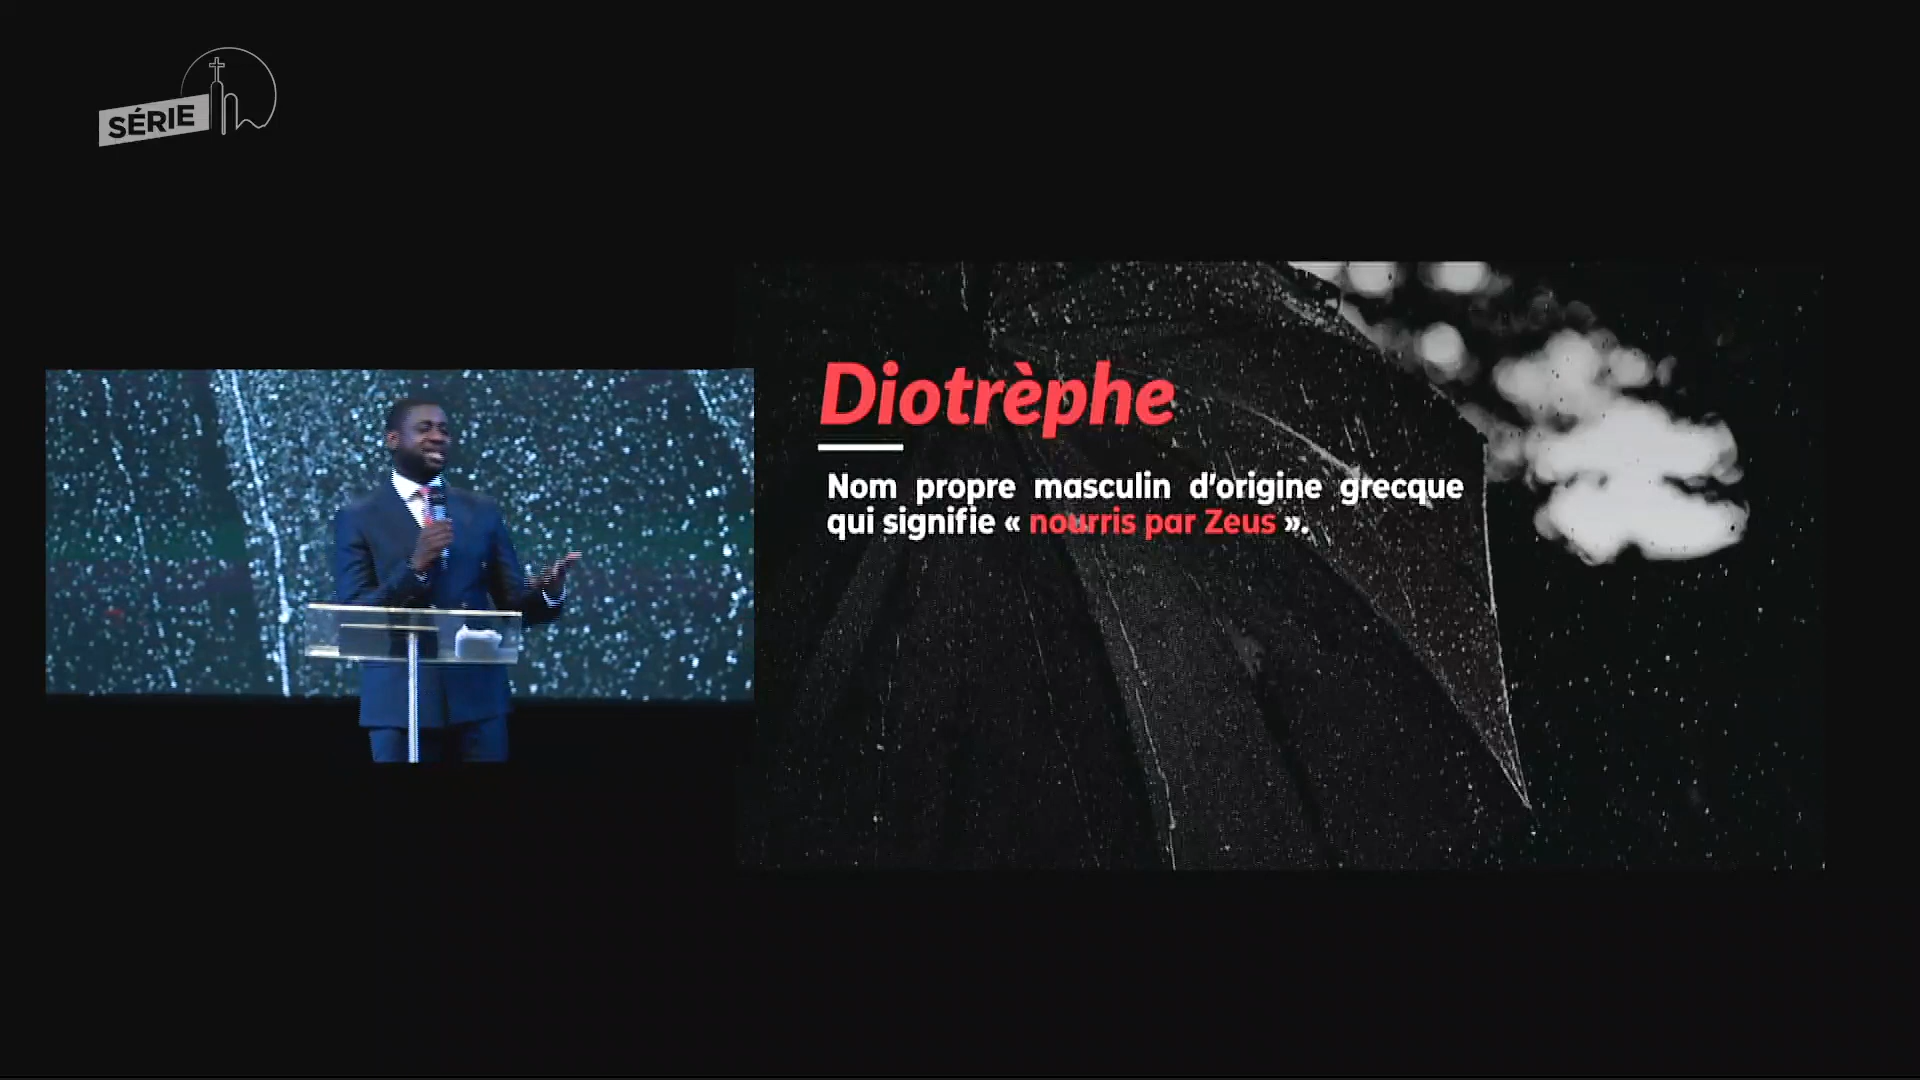 SÉRIE
Diotrèphe
Nom propre masculin d’origine grecque
qui signifie « nourris par Zeus ».